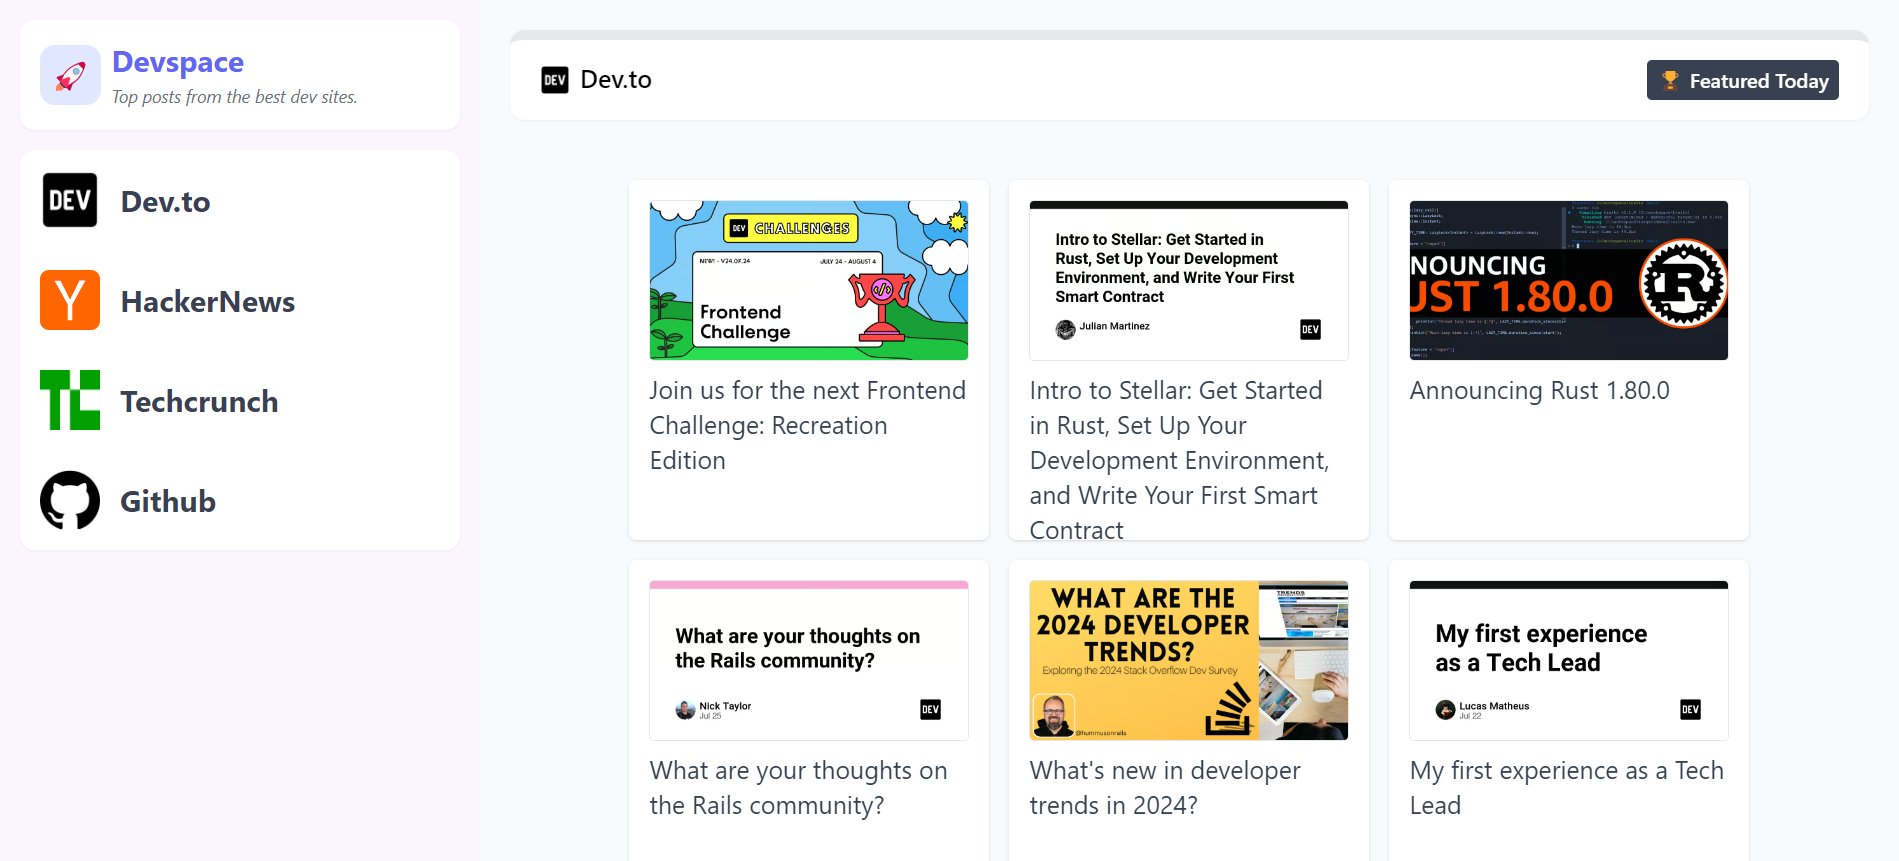 Devspace
Top posts from the best dev sites.
DEV
Dev.to
HackerNews
Techcrunch
Github
DEV
Dev.to
Featured Today
DEV CHALLENGES
NEW! - V24.07.24
JULY 24 - AUGUST 4
Frontend
Challenge
Join us for the next Frontend
Challenge: Recreation
Edition
Intro to Stellar: Get Started in
Rust, Set Up Your Development
Environment, and Write Your First
Smart Contract
Julian Martinez
DEV
Intro to Stellar: Get Started
in Rust, Set Up Your
Development Environment,
and Write Your First Smart
Contract
NOUNCING
UST 1.80.0
R
Announcing Rust 1.80.0
What are your thoughts on
the Rails community?
Nick Taylor
Jul 25
DEV
What are your thoughts on
the Rails community?
WHAT ARE THE
2024 DEVELOPER
TRENDS?
Exploring the 2024 Stack Overflow Dev Survey
@hummusonrails
TRENDS
What's new in developer
trends in 2024?
My first experience
as a Tech Lead
Lucas Matheus
Jul 22
DEV
My first experience as a Tech
Lead